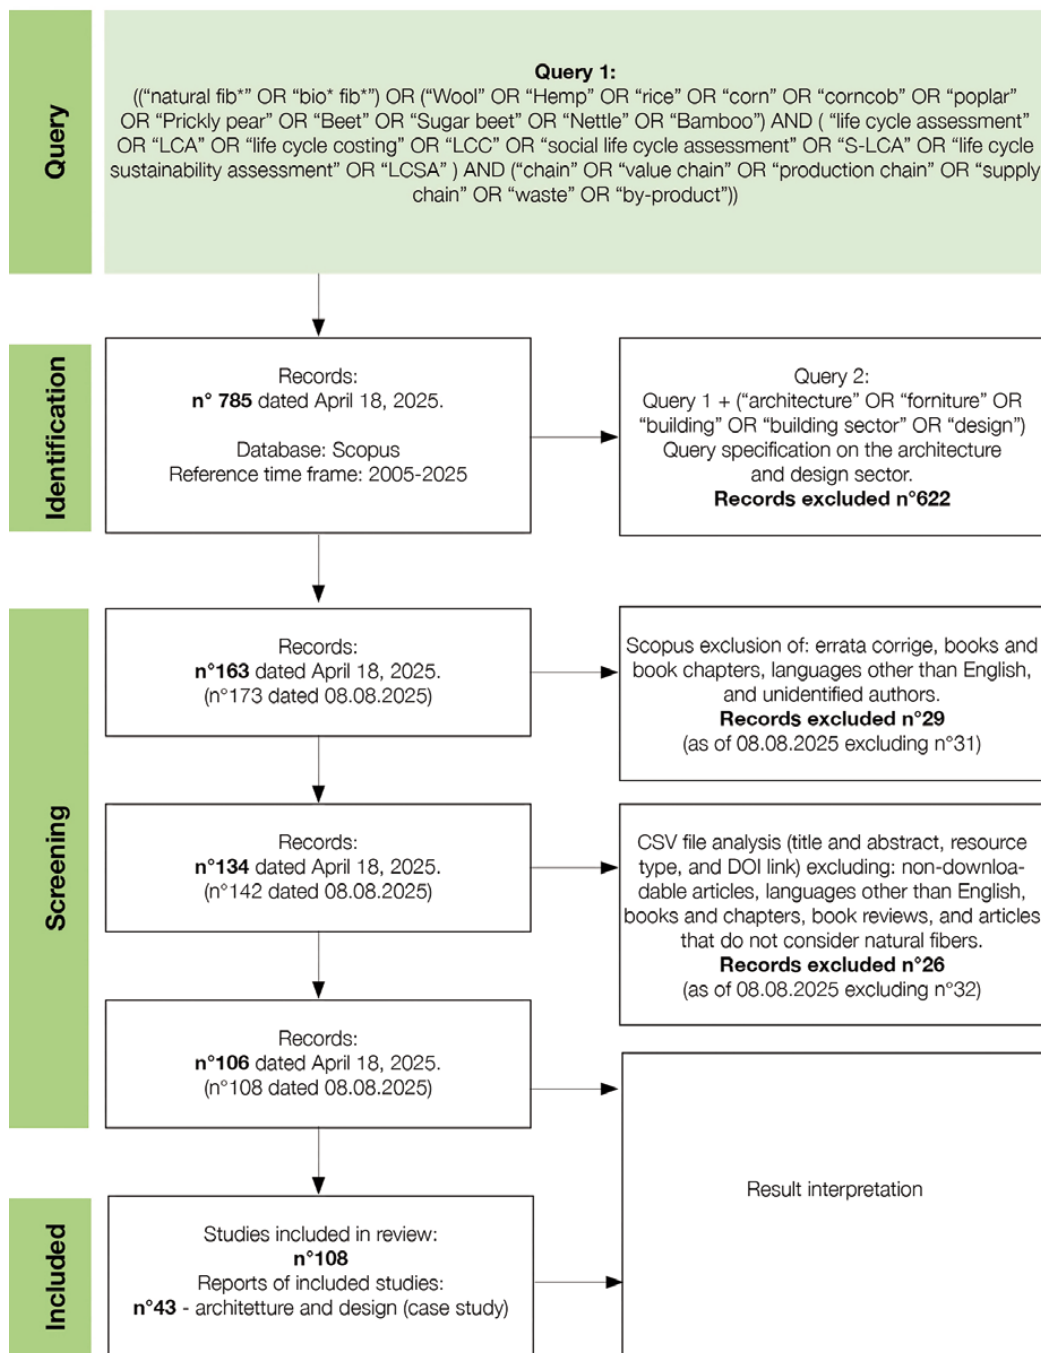 Query
Query 1:
((“natural fib*” OR “bio* fib*”) OR (“Wool” OR “Hemp” OR “rice” OR “corn” OR “corncob” OR “poplar”
OR “Prickly pear” OR “Beet” OR “Sugar beet” OR “Nettle” OR “Bamboo”) AND ( “life cycle assessment”
OR “LCA” OR “life cycle costing” OR “LCC” OR “social life cycle assessment” OR “S-LCA” OR “life cycle
sustainability assessment” OR “LCSA” ) AND (“chain” OR “value chain” OR “production chain” OR “supply
chain” OR “waste” OR “by-product”))
Identification
Records:
n° 785 dated April 18, 2025.
Database: Scopus
Reference time frame: 2005-2025
Query 2:
Query 1 + (“architecture” OR “forniture” OR
“building” OR “building sector” OR “design”)
Query specification on the architecture
and design sector.
Records excluded n°622
Screening
Records:
n°163 dated April 18, 2025.
(n°173 dated 08.08.2025)
Scopus exclusion of: errata corrige, books and
book chapters, languages other than English,
and unidentified authors.
Records excluded n°29
(as of 08.08.2025 excluding n°31)
Records:
n°134 dated April 18, 2025.
(n°142 dated 08.08.2025)
CSV file analysis (title and abstract, resource
type, and DOI link) excluding: non-downloa-
dable articles, languages other than English,
books and chapters, book reviews, and articles
that do not consider natural fibers.
Records excluded n°26
(as of 08.08.2025 excluding n°32)
Records:
n°106 dated April 18, 2025.
(n°108 dated 08.08.2025)
Result interpretation
Included
Studies included in review:
n°108
Reports of included studies:
n°43 - architetture and design (case study)